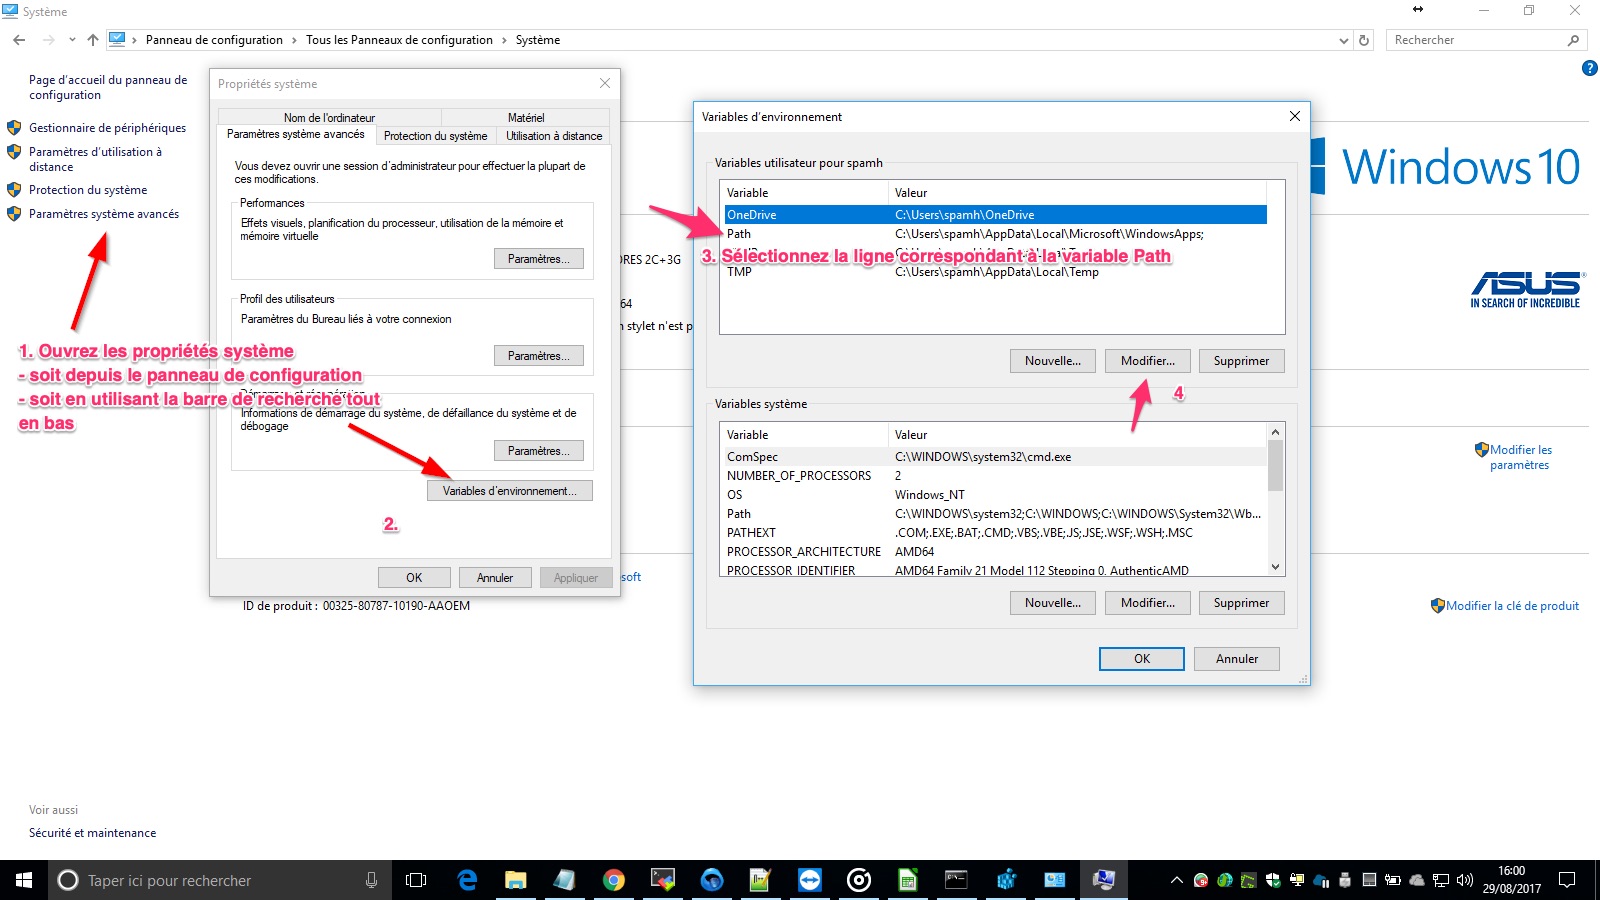 Système
Panneau de configuration › Tous les Panneaux de configuration › Système
Rechercher
Page d'accueil du panneau de
configuration
Gestionnaire de périphériques
Paramètres d'utilisation à
distance
Protection du système
Paramètres système avancés
1. Ouvrez les propriétés système
- soit depuis le panneau de configuration
- soit en utilisant la barre de recherche tout
en bas
Propriétés système
Nom de l'ordinateur
Matériel
Paramètres système avancés
Protection du système
Utilisation à distance
Vous devez ouvrir une session d'administrateur pour effectuer la plupart de
ces modifications.
Performances
Effets visuels, planification du processeur, utilisation de la mémoire et
mémoire virtuelle
Paramètres...
Profil des utilisateurs
Paramètres du Bureau liés à votre connexion
Paramètres...
Informations de démarrage du système, de défaillance du système et de
débogage
Paramètres...
Variables d'environnement...
2.
OK
Annuler
Appliquer
ORES 2C+3G
64
n stylet n'est p
osoft
ID de produit : 00325-80787-10190-AAOEM
Variables d'environnement
Variables utilisateur pour spamh
Variable
Valeur
OneDrive
C:\Users\spamh\OneDrive
Path
C:\Users\spamh\AppData\Local\Microsoft\WindowsApps;
3. Sélectionnez la ligne correspondant à la variable Path
TMP
C:\Users\spamh\AppData\Local\Temp
Nouvelle...
Modifier...
Supprimer
4
Variables système
Variable
Valeur
ComSpec
C:\WINDOWS\system32\cmd.exe
NUMBER_OF_PROCESSORS
2
OS
Windows_NT
Path
C:\WINDOWS\system32;C:\WINDOWS;C:\WINDOWS\System32\Wb...
PATHEXT
.COM;.EXE;.BAT;.CMD;.VBS;.VBE;.JS;.JSE;.WSF;.WSH;.MSC
PROCESSOR_ARCHITECTURE
AMD64
PROCESSOR_IDENTIFIER
AMD64 Family 21 Model 112 Stepping 0, AuthenticAMD
Nouvelle...
Modifier...
Supprimer
OK
Annuler
Windows 10
ASUS
IN SEARCH OF INCREDIBLE
Modifier les
paramètres
Modifier la clé de produit
Voir aussi
Sécurité et maintenance
Taper ici pour rechercher
16:00
29/08/2017